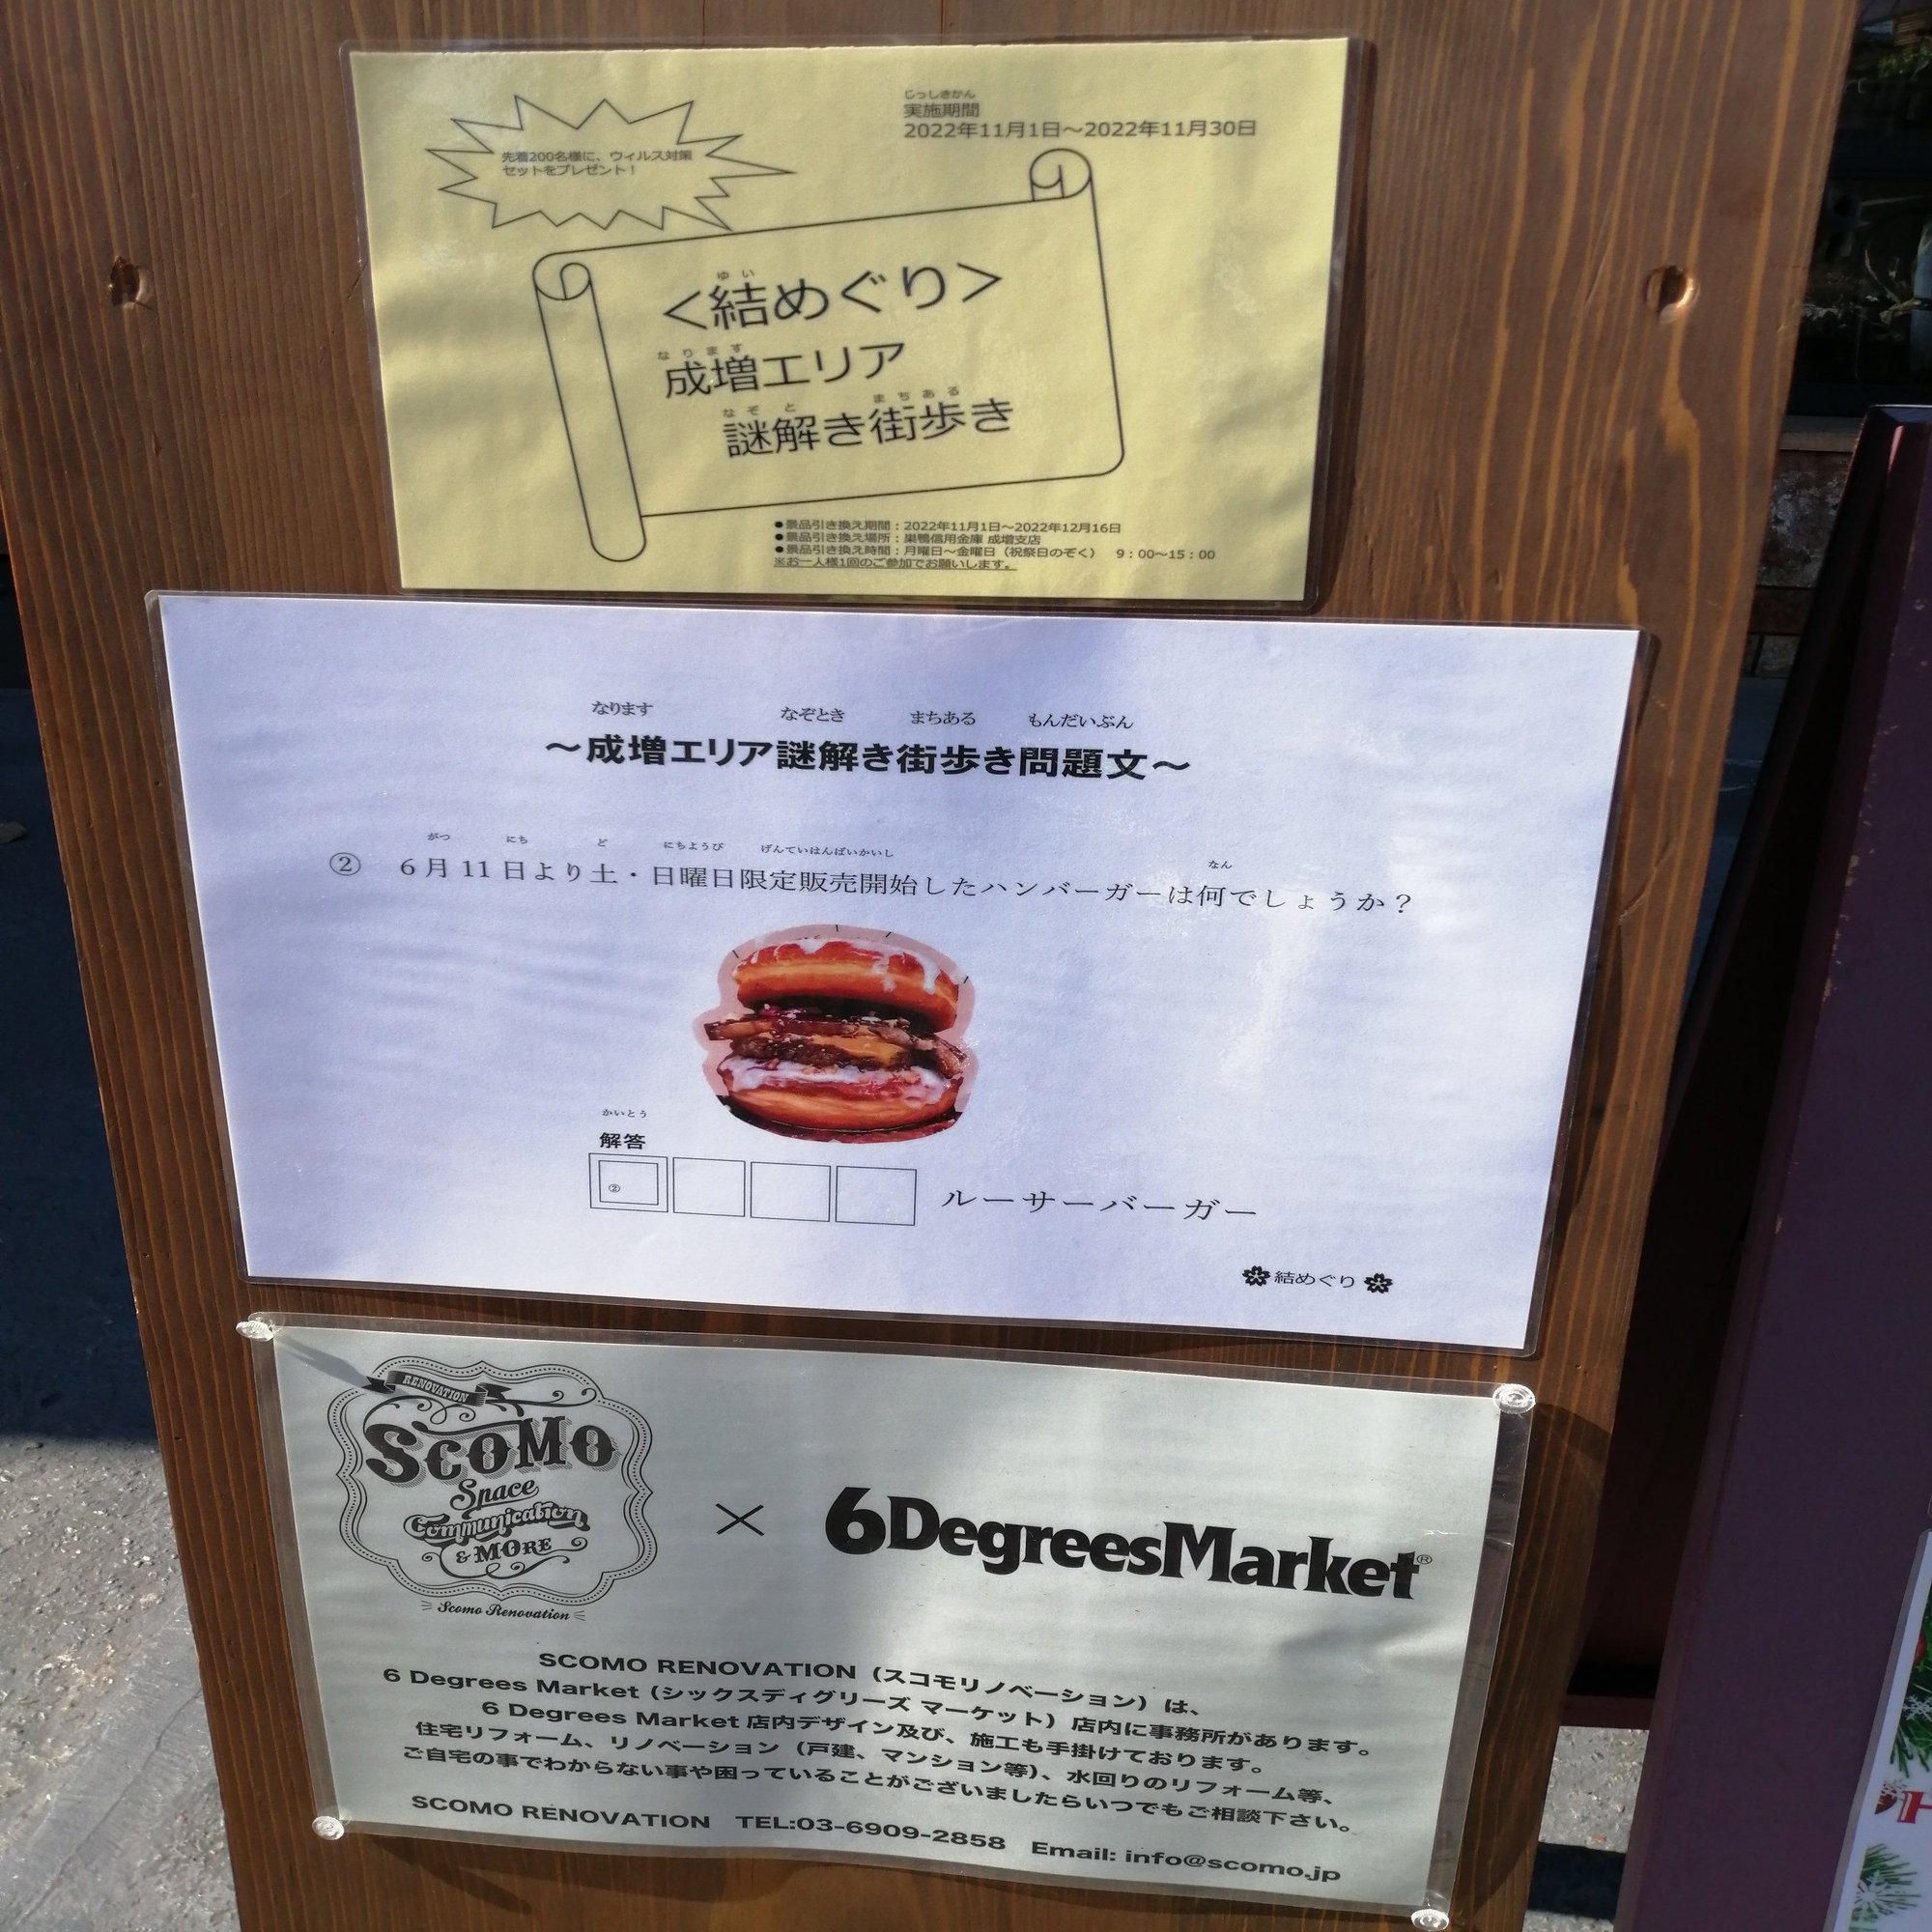 じっしきかん
実施期間
2022年11月1日～2022年11月30日
先着200名様に、ウィルス対策
セットをプレゼント！
ゆい
＜結めぐり＞
なります
成増エリア
なぞ と まちある
謎解き街歩き
●景品引き換え期間：2022年11月1日～2022年12月16日
●景品引き換え場所：巣鴨信用金庫 成増支店
●景品引き換え時間：月曜日～金曜日（祝祭日のぞく） 9：00～15：00
※お一人様1回のご参加でお願いします。
なります なぞとき まちある もんだいぶん
～成増エリア謎解き街歩き問題文～
がつ にち ど にちようび げんていはんばいかいし なん
② 6月11日より土・日曜日限定販売開始したハンバーガーは何でしょうか？
かいとう
解答
② ルーサーバーガー
結めぐり
RENOVATION
SCOMO
Space
Communication
& MORE
Scomo Renovation
× 6DegreesMarket®
SCOMO RENOVATION（スコモリノベーション）は、
6 Degrees Market（シックスディグリーズ マーケット）店内に事務所があります。
6 Degrees Market 店内デザイン及び、施工も手掛けております。
住宅リフォーム、リノベーション（戸建、マンション等）、水回りのリフォーム等、
ご自宅の事でわからない事や困っていることがございましたらいつでもご相談下さい。
SCOMO RENOVATION TEL:03-6909-2858 Email: info@scomo.jp
H